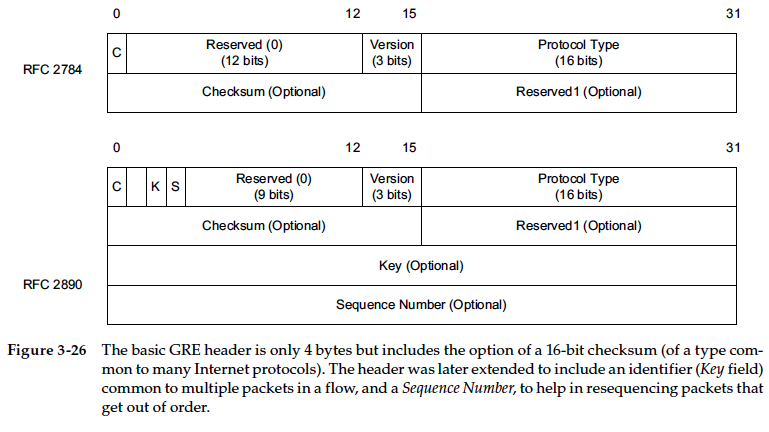 0 12 15 31
RFC 2784
C
Reserved (0)
(12 bits)
Version
(3 bits)
Protocol Type
(16 bits)
Checksum (Optional)
Reserved1 (Optional)
0 12 15 31
RFC 2890
C
K
S
Reserved (0)
(9 bits)
Version
(3 bits)
Protocol Type
(16 bits)
Checksum (Optional)
Reserved1 (Optional)
Key (Optional)
Sequence Number (Optional)
Figure 3-26 The basic GRE header is only 4 bytes but includes the option of a 16-bit checksum (of a type com-
mon to many Internet protocols). The header was later extended to include an identifier (Key field)
common to multiple packets in a flow, and a Sequence Number, to help in resequencing packets that
get out of order.